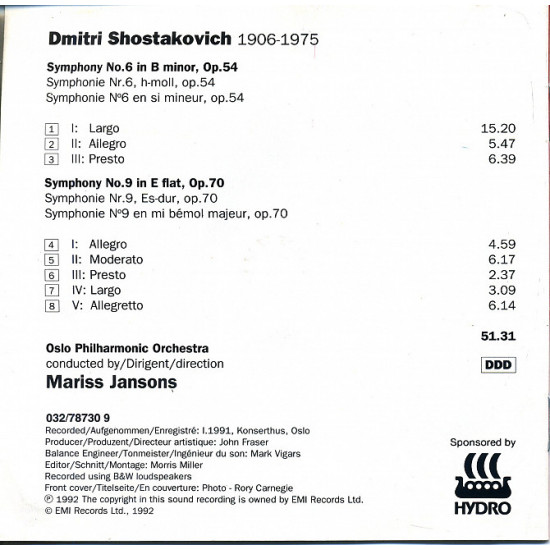 Dmitri Shostakovich 1906-1975
Symphony No.6 in B minor, Op.54
Symphonie Nr.6, h-moll, op.54
Symphonie Nº6 en si mineur, op.54
1 I: Largo 15.20
2 II: Allegro 5.47
3 III: Presto 6.39
Symphony No.9 in E flat, Op.70
Symphonie Nr.9, Es-dur, op.70
Symphonie Nº9 en mi bémol majeur, op.70
4 I: Allegro 4.59
5 II: Moderato 6.17
6 III: Presto 2.37
7 IV: Largo 3.09
8 V: Allegretto 6.14
51.31
Oslo Philharmonic Orchestra
conducted by/Dirigent/direction
DDD
Mariss Jansons
032/78730 9
Recorded/Aufgenommen/Enregistré: I.1991, Konserthus, Oslo
Producer/Produzent/Directeur artistique: John Fraser
Balance Engineer/Tonmeister/Ingénieur du son: Mark Vigars
Editor/Schnitt/Montage: Morris Miller
Recorded using B&W loudspeakers
Front cover/Titelseite/En couverture: Photo - Rory Carnegie
℗ 1992 The copyright in this sound recording is owned by EMI Records Ltd.
© EMI Records Ltd., 1992
Sponsored by
HYDRO